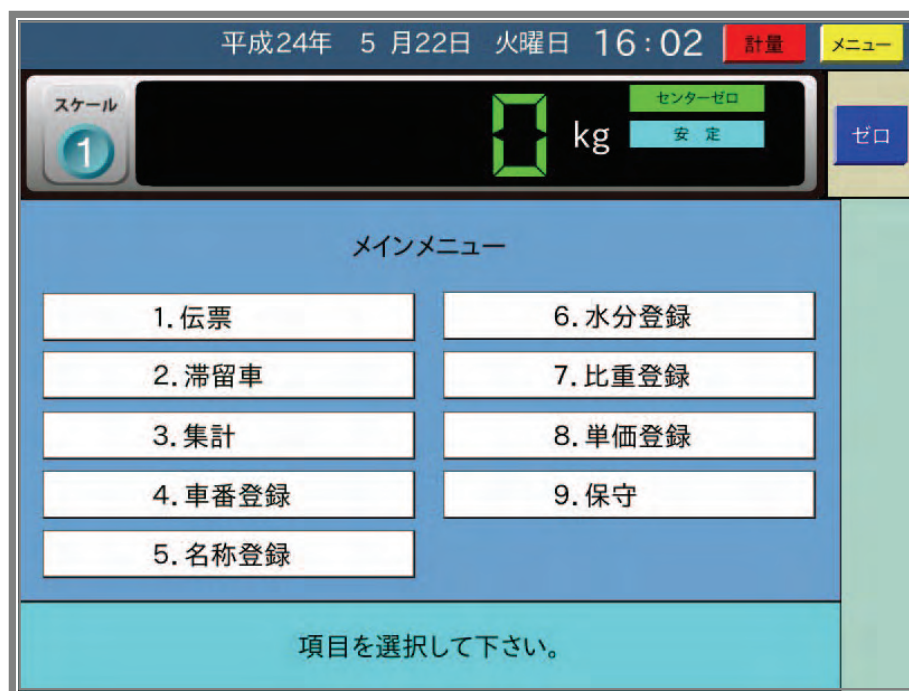 平成24年 5月22日 火曜日 16:02 計量 メニュー
スケール
1
0 kg
センターゼロ
安定
ゼロ
メインメニュー
1.伝票
2.滞留車
3.集計
4.車番登録
5.名称登録
6.水分登録
7.比重登録
8.単価登録
9.保守
項目を選択して下さい。